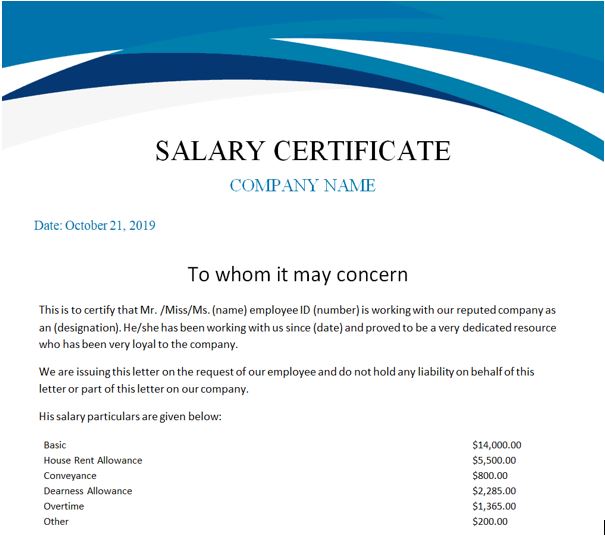 SALARY CERTIFICATE
COMPANY NAME
Date: October 21, 2019
To whom it may concern
This is to certify that Mr. /Miss/Ms. (name) employee ID (number) is working with our reputed company as
an (designation). He/she has been working with us since (date) and proved to be a very dedicated resource
who has been very loyal to the company.
We are issuing this letter on the request of our employee and do not hold any liability on behalf of this
letter or part of this letter on our company.
His salary particulars are given below:
Basic $14,000.00
House Rent Allowance $5,500.00
Conveyance $800.00
Dearness Allowance $2,285.00
Overtime $1,365.00
Other $200.00